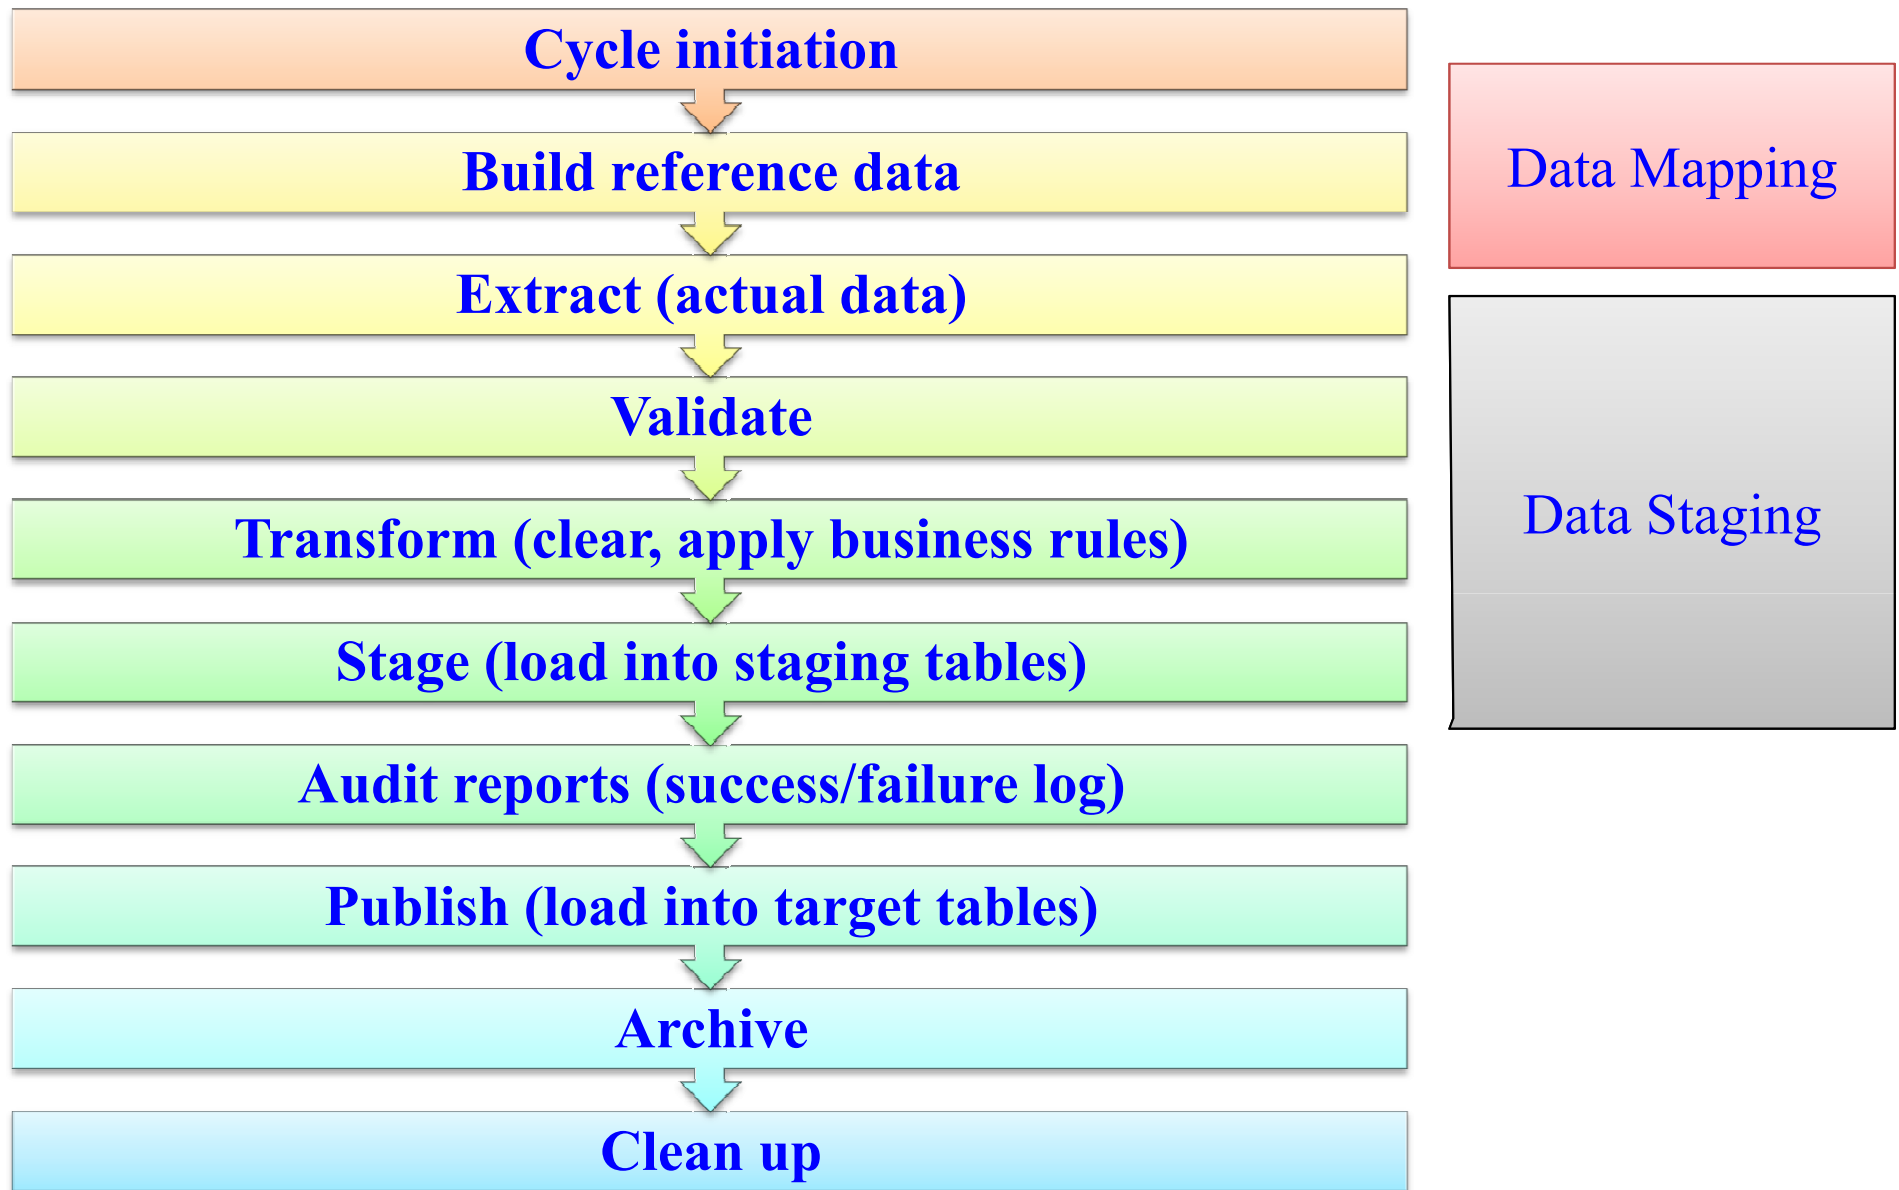 Cycle initiation
Build reference data
Extract (actual data)
Validate
Transform (clear, apply business rules)
Stage (load into staging tables)
Audit reports (success/failure log)
Publish (load into target tables)
Archive
Clean up
Data Mapping
Data Staging